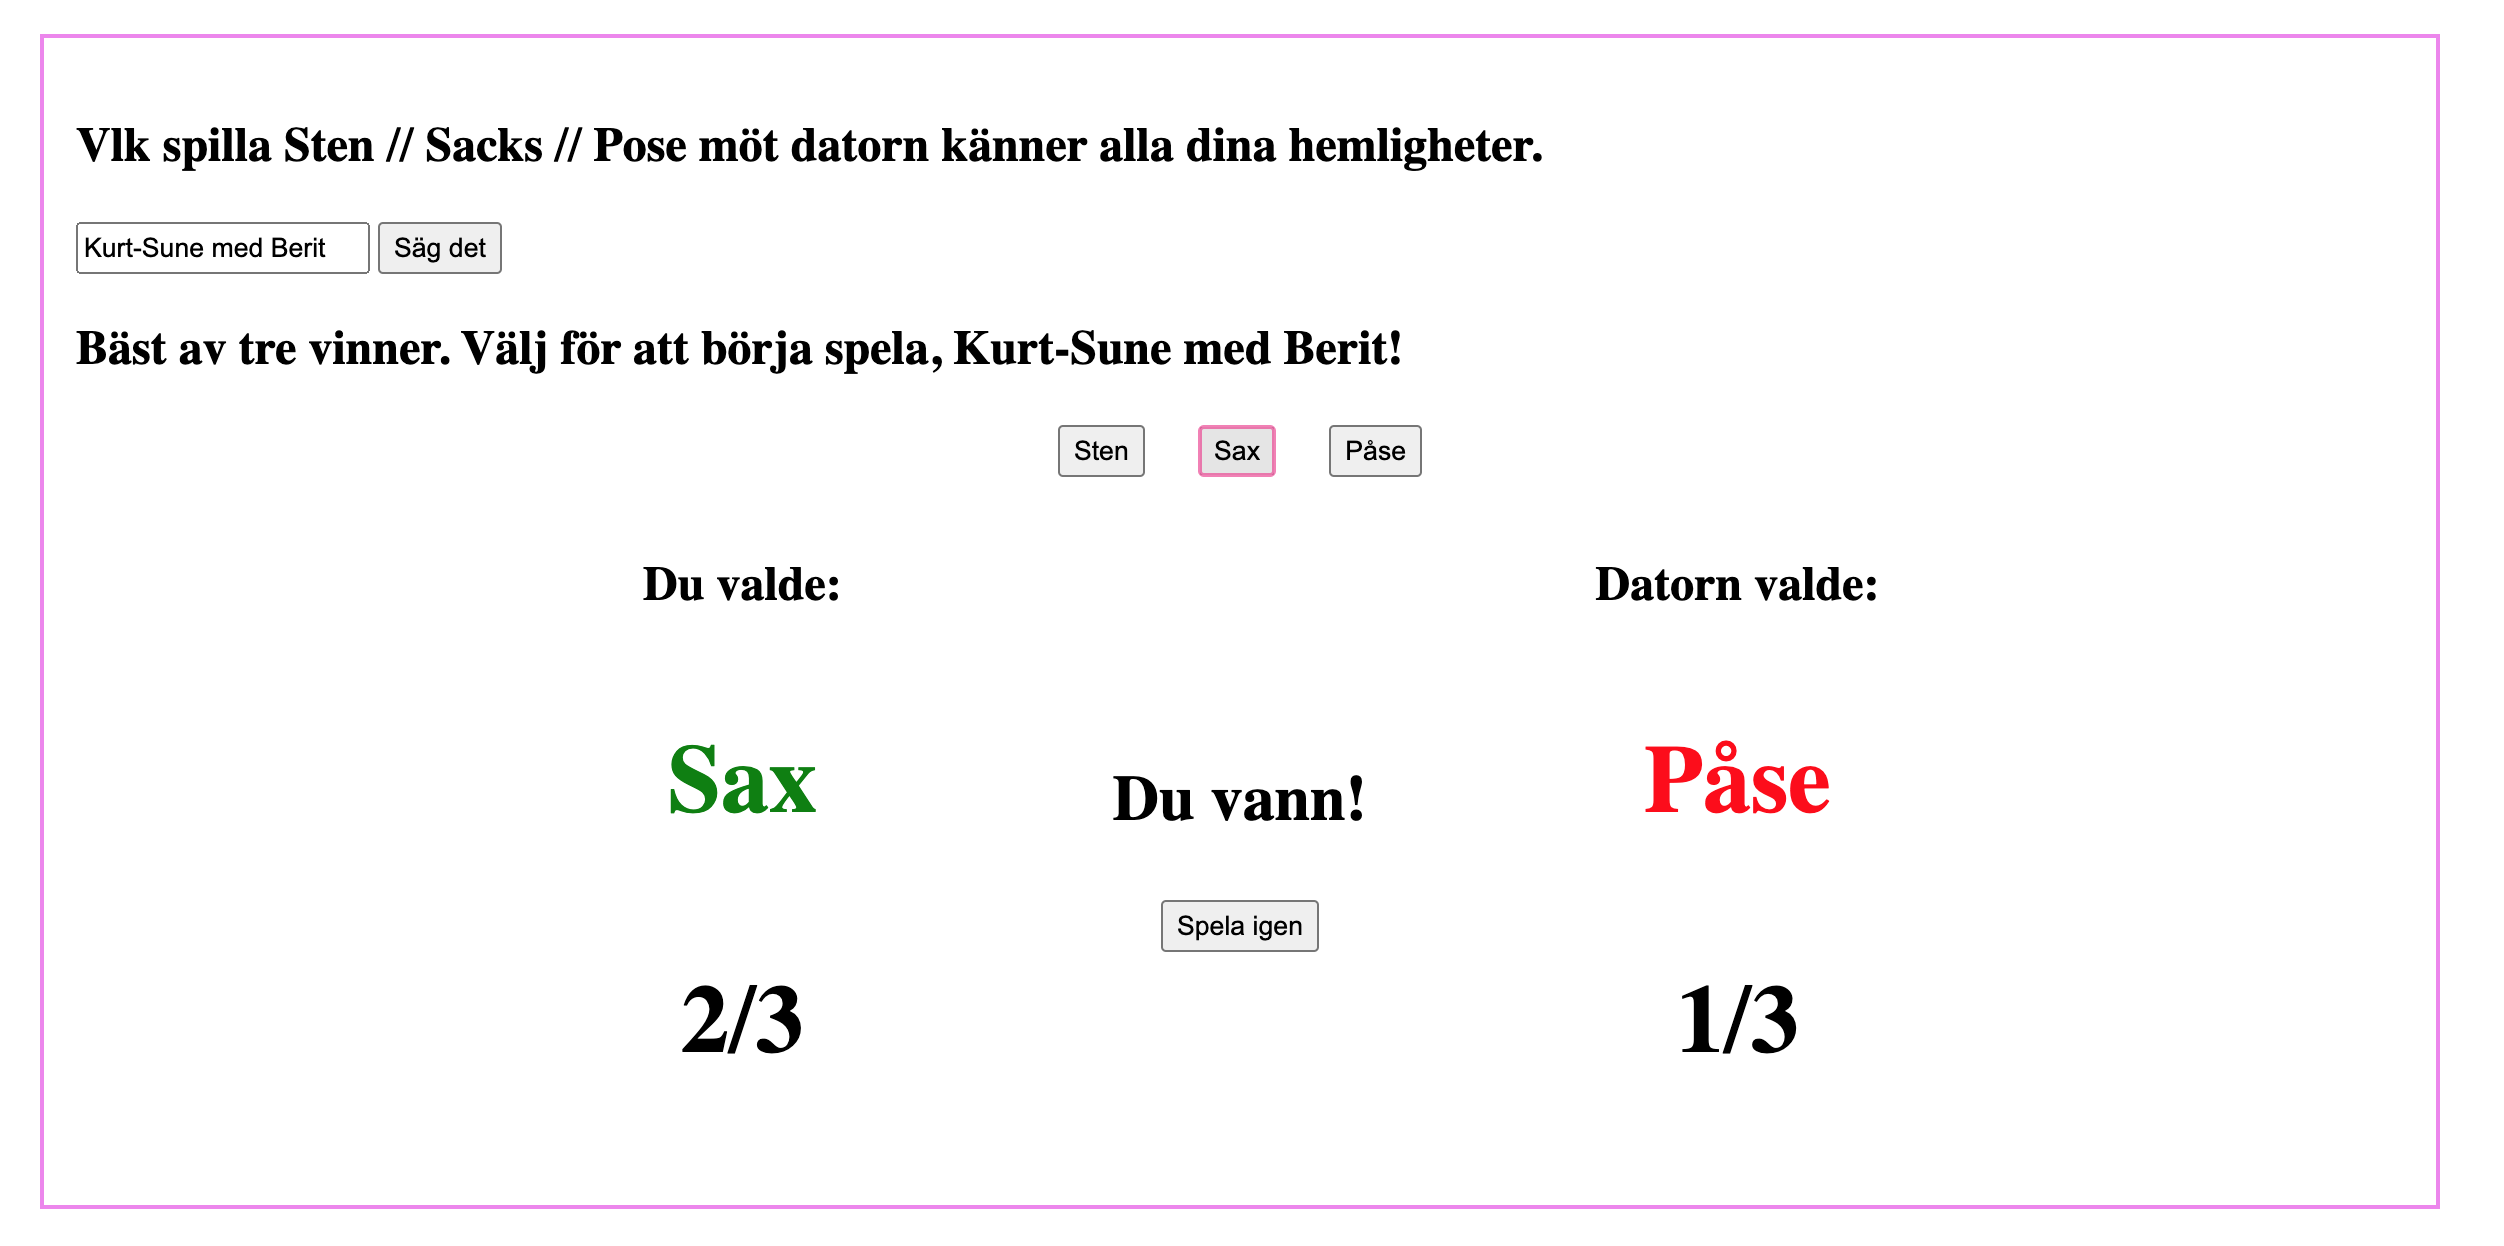 Vlk spilla Sten // Sacks // Pose möt datorn känner alla dina hemligheter.
Kurt-Sune med Berit Säg det
Bäst av tre vinner. Välj för att börja spela, Kurt-Sune med Berit!
Sten Sax Påse
Du valde: Datorn valde:
Sax Du vann! Påse
Spela igen
2/3 1/3